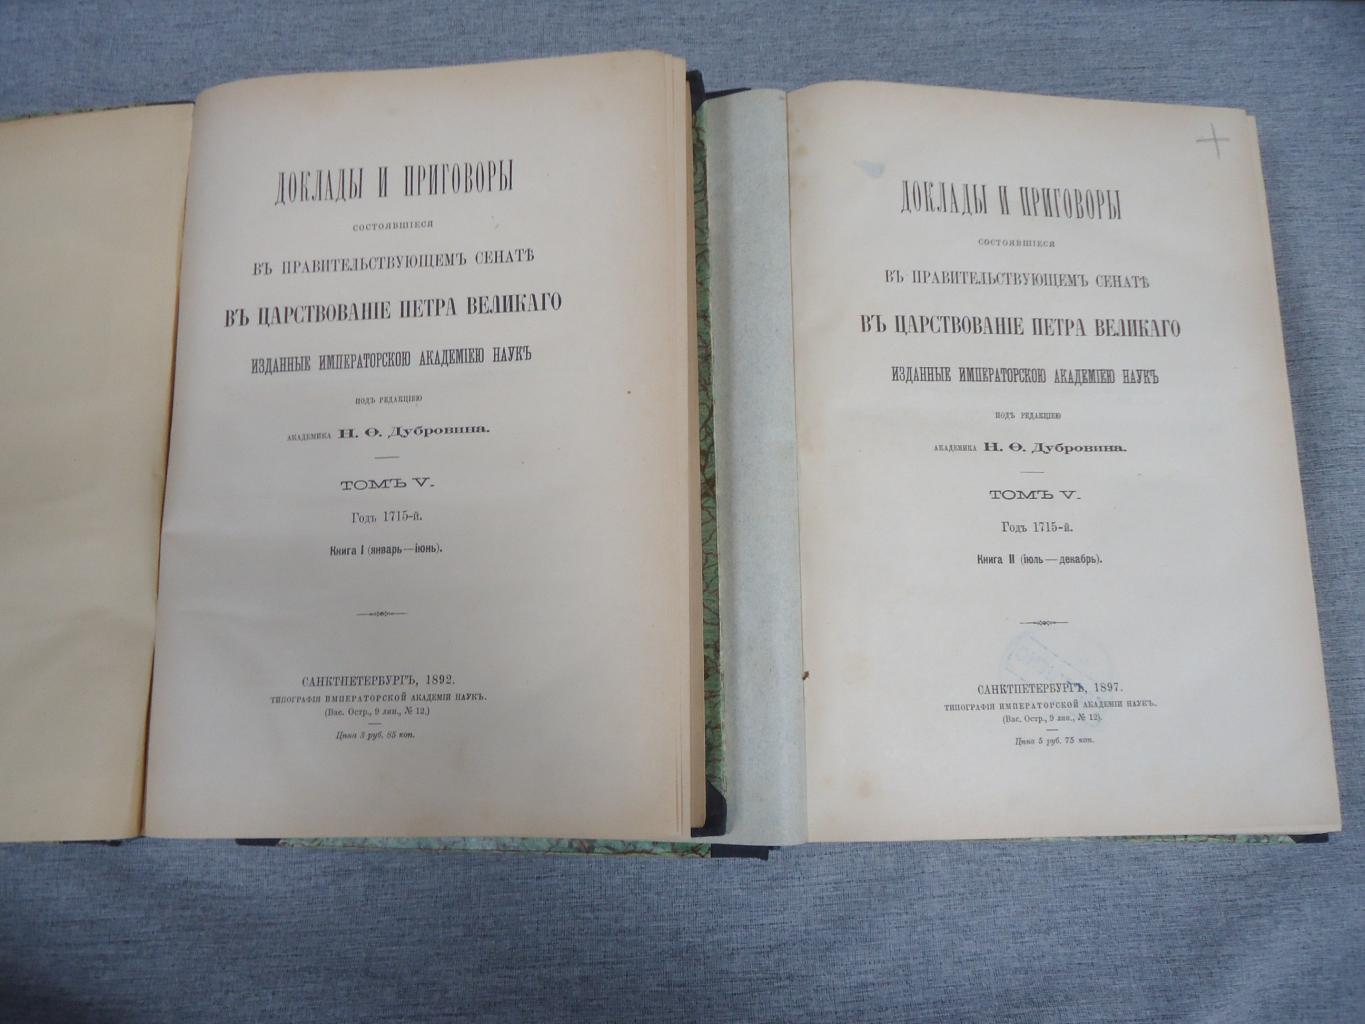 ДОКЛАДЫ И ПРИГОВОРЫ
СОСТОЯВШІЕСЯ
ВЪ ПРАВИТЕЛЬСТВУЮЩЕМЪ СЕНАТѢ
ВЪ ЦАРСТВОВАНІЕ ПЕТРА ВЕЛИКАГО
ИЗДАННЫЕ ИМПЕРАТОРСКОЮ АКАДЕМІЕЮ НАУКЪ
ПОДЪ РЕДАКЦІЕЮ
АКАДЕМИКА Н. Ѳ. Дубровина.
ТОМЪ V.
Годъ 1715-й.
Книга I (январь—іюнь).
САНКТПЕТЕРБУРГЪ, 1892.
ТИПОГРАФІЯ ИМПЕРАТОРСКОЙ АКАДЕМІИ НАУКЪ.
(Вас. Остр., 9 лин., № 12.)
Цѣна 3 руб. 85 коп.
ДОКЛАДЫ И ПРИГОВОРЫ
СОСТОЯВШІЕСЯ
ВЪ ПРАВИТЕЛЬСТВУЮЩЕМЪ СЕНАТѢ
ВЪ ЦАРСТВОВАНІЕ ПЕТРА ВЕЛИКАГО
ИЗДАННЫЕ ИМПЕРАТОРСКОЮ АКАДЕМІЕЮ НАУКЪ
ПОДЪ РЕДАКЦІЕЮ
АКАДЕМИКА Н. Ѳ. Дубровина.
ТОМЪ V.
Годъ 1715-й.
Книга II (іюль—декабрь).
САНКТПЕТЕРБУРГЪ, 1897.
ТИПОГРАФІЯ ИМПЕРАТОРСКОЙ АКАДЕМІИ НАУКЪ.
(Вас. Остр., 9 лин., № 12).
Цѣна 5 руб. 75 коп.